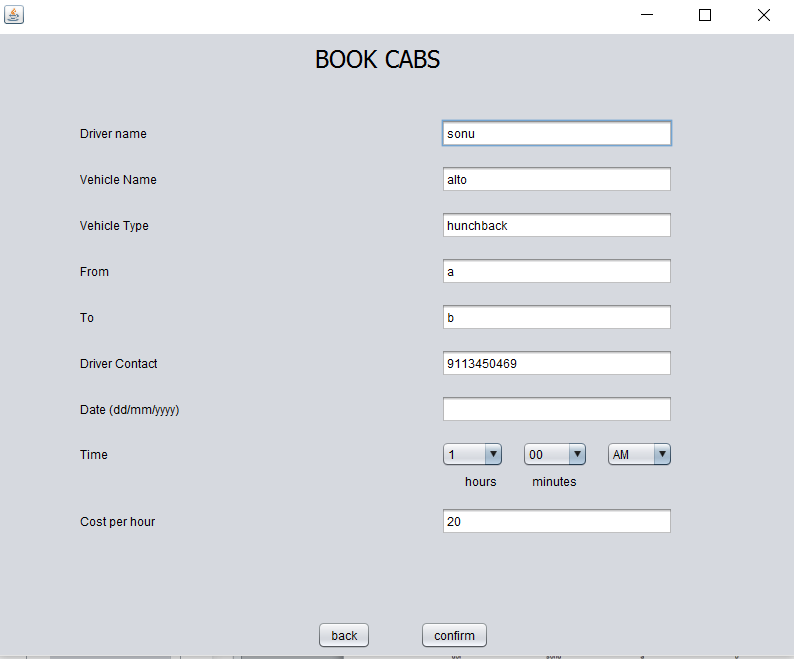 BOOK CABS
Driver name sonu
Vehicle Name alto
Vehicle Type hunchback
From a
To b
Driver Contact 9113450469
Date (dd/mm/yyyy)
Time 1 00 AM
hours minutes
Cost per hour 20
back confirm